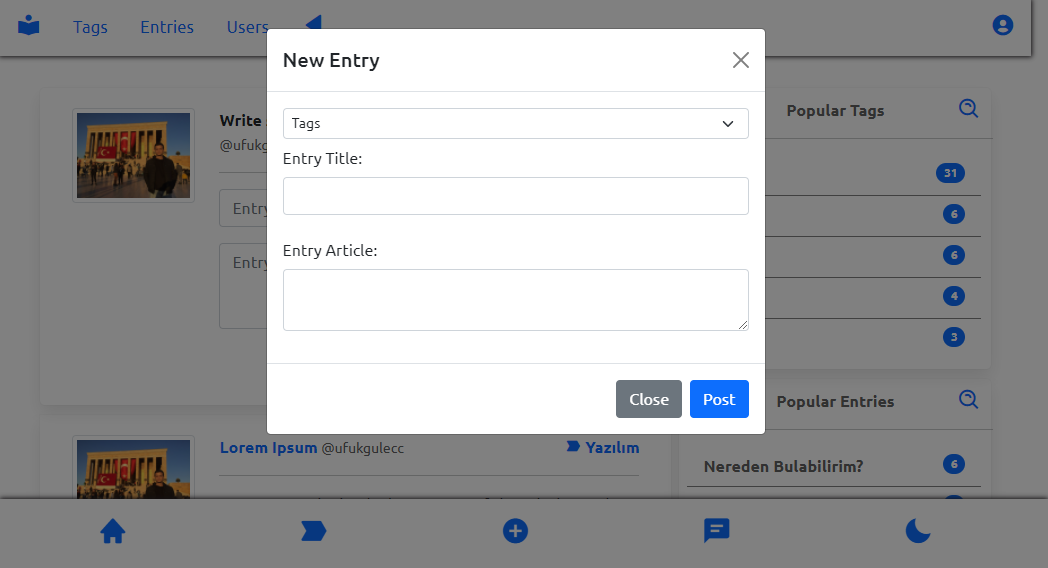 Tags Entries Users
New Entry
Tags
Entry Title:
Entry Article:
Close Post
Write
Entry
Entry
Popular Tags
31
6
6
4
3
Lorem Ipsum @ufukgulecc
Yazılım
Popular Entries
Nereden Bulabilirim? 6